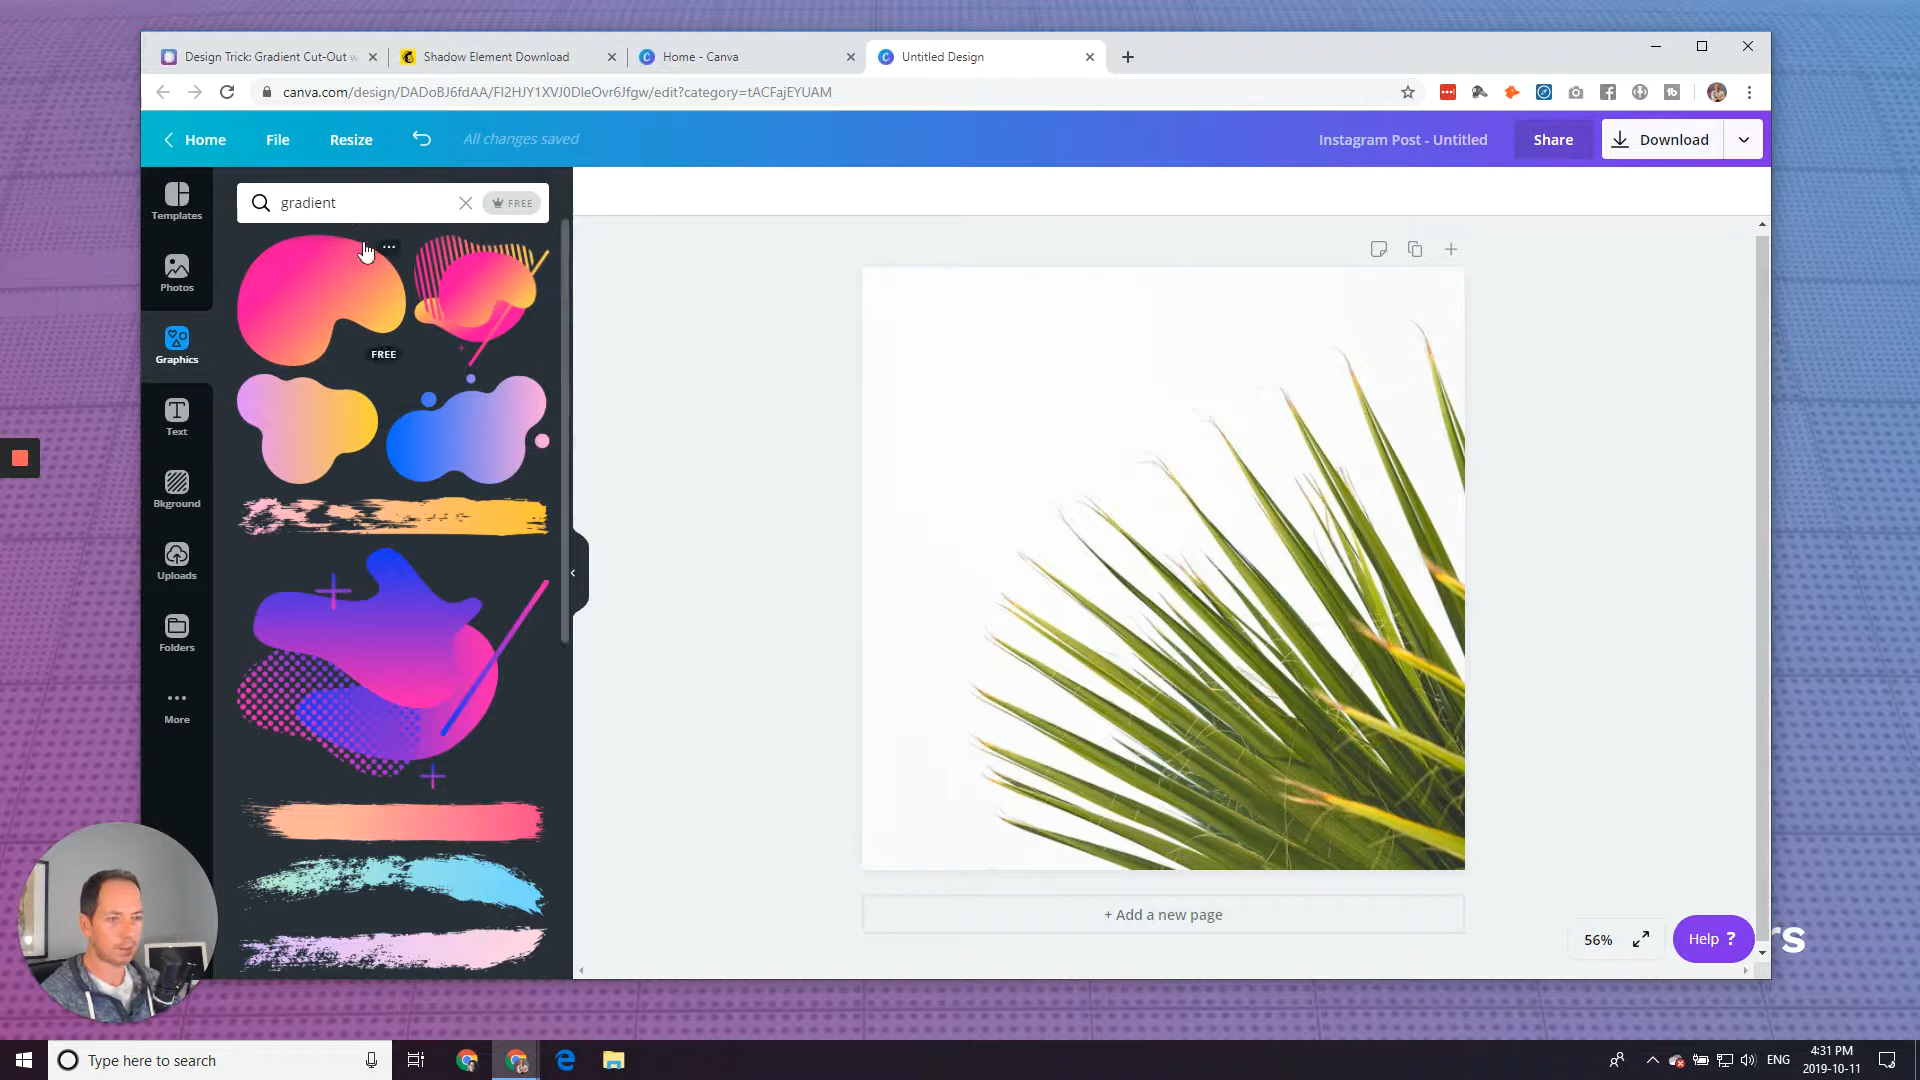 Design Trick: Gradient Cut-Out w
Shadow Element Download
Home - Canva
Untitled Design
canva.com/design/DADoBJ6fdAA/FI2HJY1XVJ0DIeOvr6Jfgw/edit?category=tACFajEYUAM
Home
File
Resize
All changes saved
Instagram Post - Untitled
Share
Download
Templates
gradient
FREE
Photos
FREE
Graphics
Text
Bkground
Uploads
Folders
More
+ Add a new page
56%
Help ?
rs
Type here to search
ENG
4:31 PM
2019-10-11